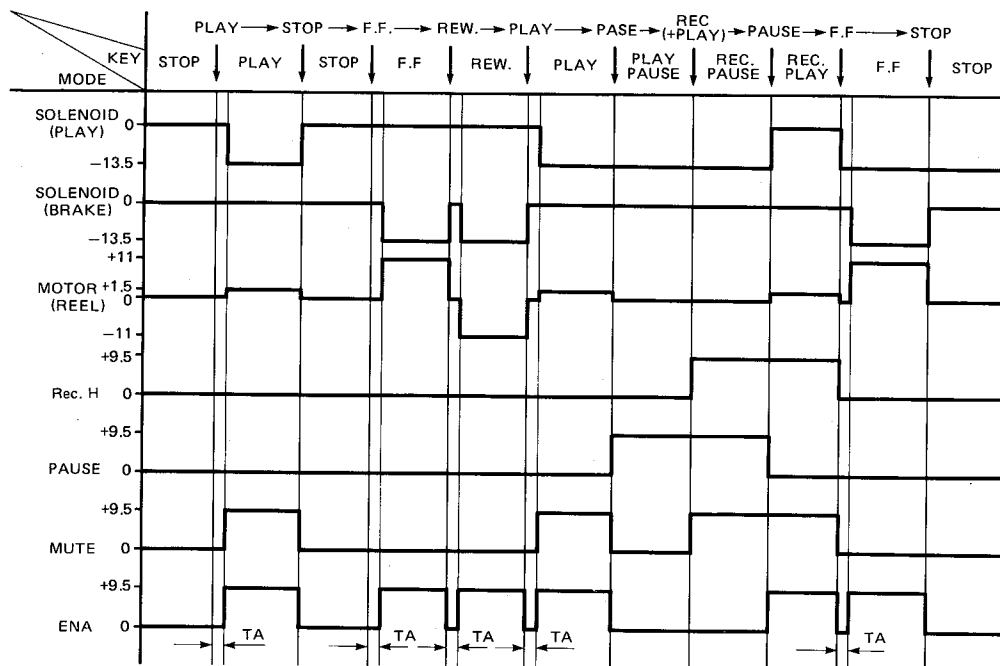 PLAY → STOP → F.F. → REW. → PLAY → PASE → REC (+PLAY) → PAUSE → F.F → STOP
KEY
MODE
STOP PLAY STOP F.F REW. PLAY PLAY PAUSE REC. PAUSE REC. PLAY F.F STOP
SOLENOID (PLAY)
0
−13.5
SOLENOID (BRAKE)
0
−13.5
MOTOR (REEL)
+11
+1.5
0
−11
Rec. H
+9.5
0
PAUSE
+9.5
0
MUTE
+9.5
0
ENA
+9.5
0
TA TA TA TA TA